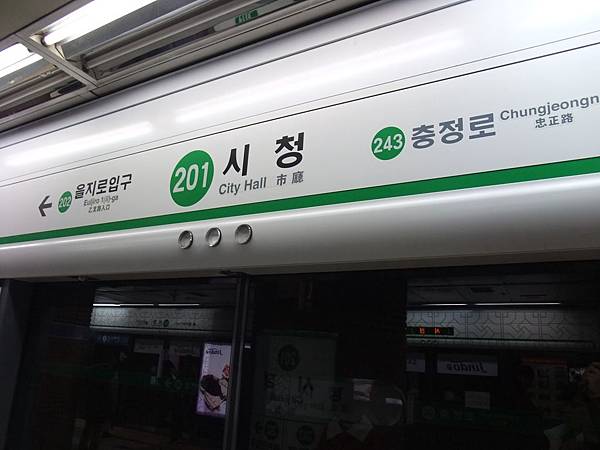 202
을지로입구
Euljiro 1(il)-ga
乙支路入口
201
시청
City Hall 市廳
243
충정로
Chungjeongn
忠正路